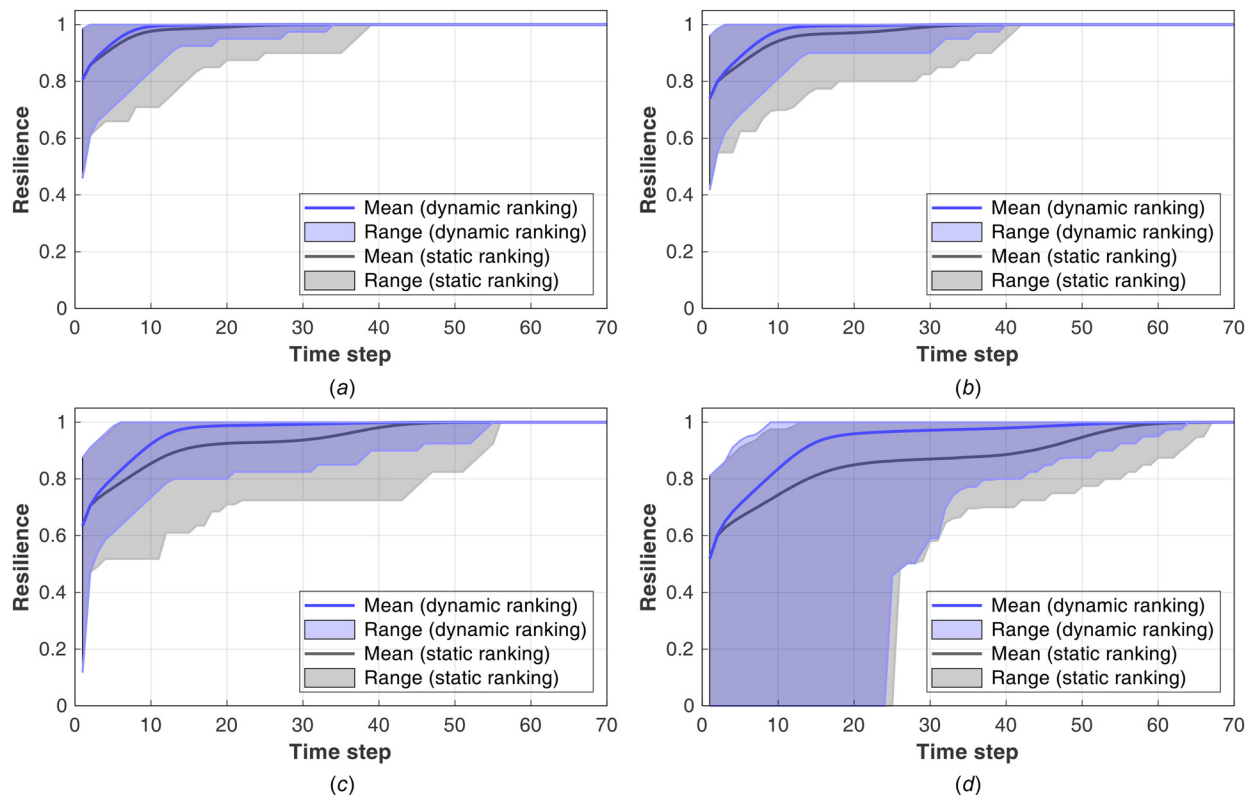 1
0.8
0.6
0.4
0.2
0
Resilience
Mean (dynamic ranking)
Range (dynamic ranking)
Mean (static ranking)
Range (static ranking)
0 10 20 30 40 50 60 70
Time step
(a)
1
0.8
0.6
0.4
0.2
0
Resilience
Mean (dynamic ranking)
Range (dynamic ranking)
Mean (static ranking)
Range (static ranking)
0 10 20 30 40 50 60 70
Time step
(b)
1
0.8
0.6
0.4
0.2
0
Resilience
Mean (dynamic ranking)
Range (dynamic ranking)
Mean (static ranking)
Range (static ranking)
0 10 20 30 40 50 60 70
Time step
(c)
1
0.8
0.6
0.4
0.2
0
Resilience
Mean (dynamic ranking)
Range (dynamic ranking)
Mean (static ranking)
Range (static ranking)
0 10 20 30 40 50 60 70
Time step
(d)